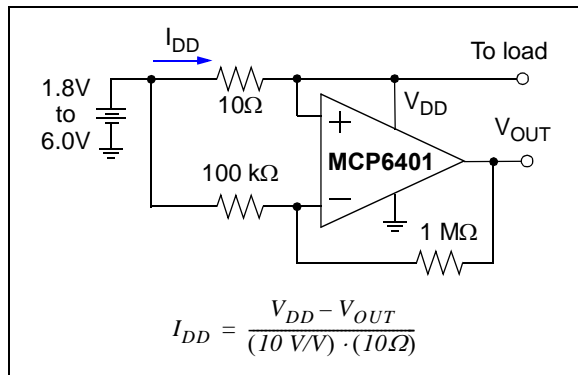 I_DD
To load
1.8V
to
6.0V
10Ω
V_DD
V_OUT
+
MCP6401
100 kΩ
−
1 MΩ
I_DD = (V_DD – V_OUT) / ((10 V/V) · (10Ω))